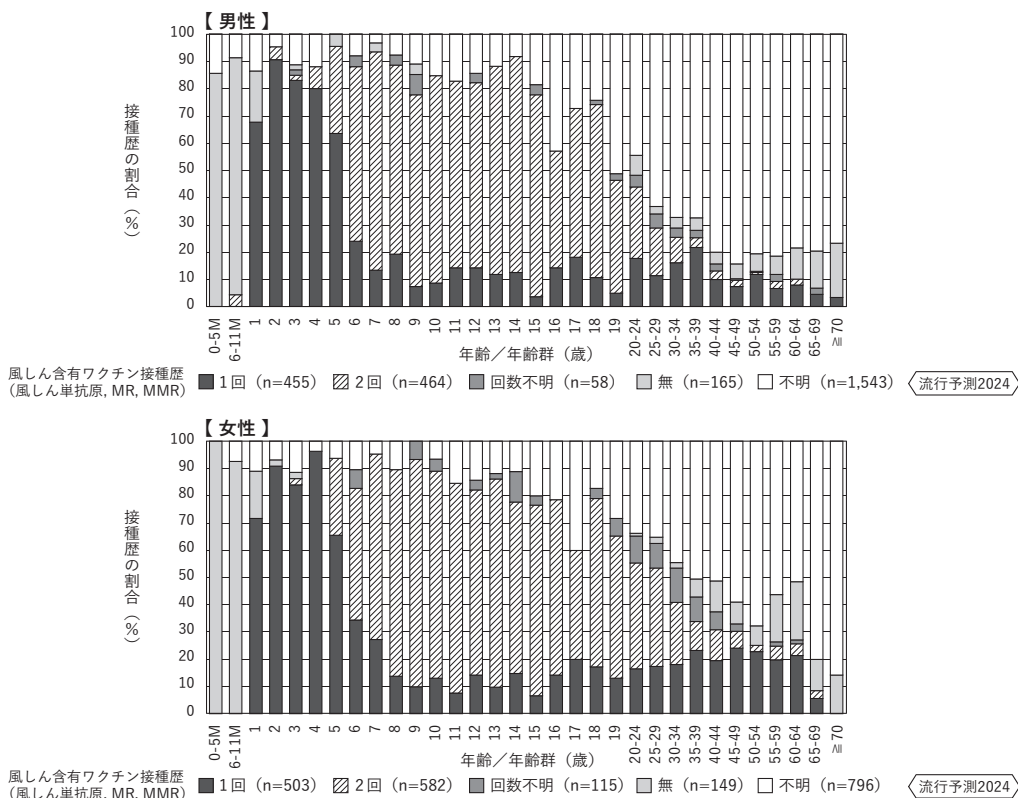 【 男性 】
接種歴の割合（%）
100
90
80
70
60
50
40
30
20
10
0
0-5M 6-11M 1 2 3 4 5 6 7 8 9 10 11 12 13 14 15 16 17 18 19 20-24 25-29 30-34 35-39 40-44 45-49 50-54 55-59 60-64 65-69 ≧70
年齢／年齢群（歳）
風しん含有ワクチン接種歴
（風しん単抗原, MR, MMR）
1回（n=455） 2回（n=464） 回数不明（n=58） 無（n=165） 不明（n=1,543） 流行予測2024
【 女性 】
接種歴の割合（%）
100
90
80
70
60
50
40
30
20
10
0
0-5M 6-11M 1 2 3 4 5 6 7 8 9 10 11 12 13 14 15 16 17 18 19 20-24 25-29 30-34 35-39 40-44 45-49 50-54 55-59 60-64 65-69 ≧70
年齢／年齢群（歳）
風しん含有ワクチン接種歴
（風しん単抗原, MR, MMR）
1回（n=503） 2回（n=582） 回数不明（n=115） 無（n=149） 不明（n=796） 流行予測2024